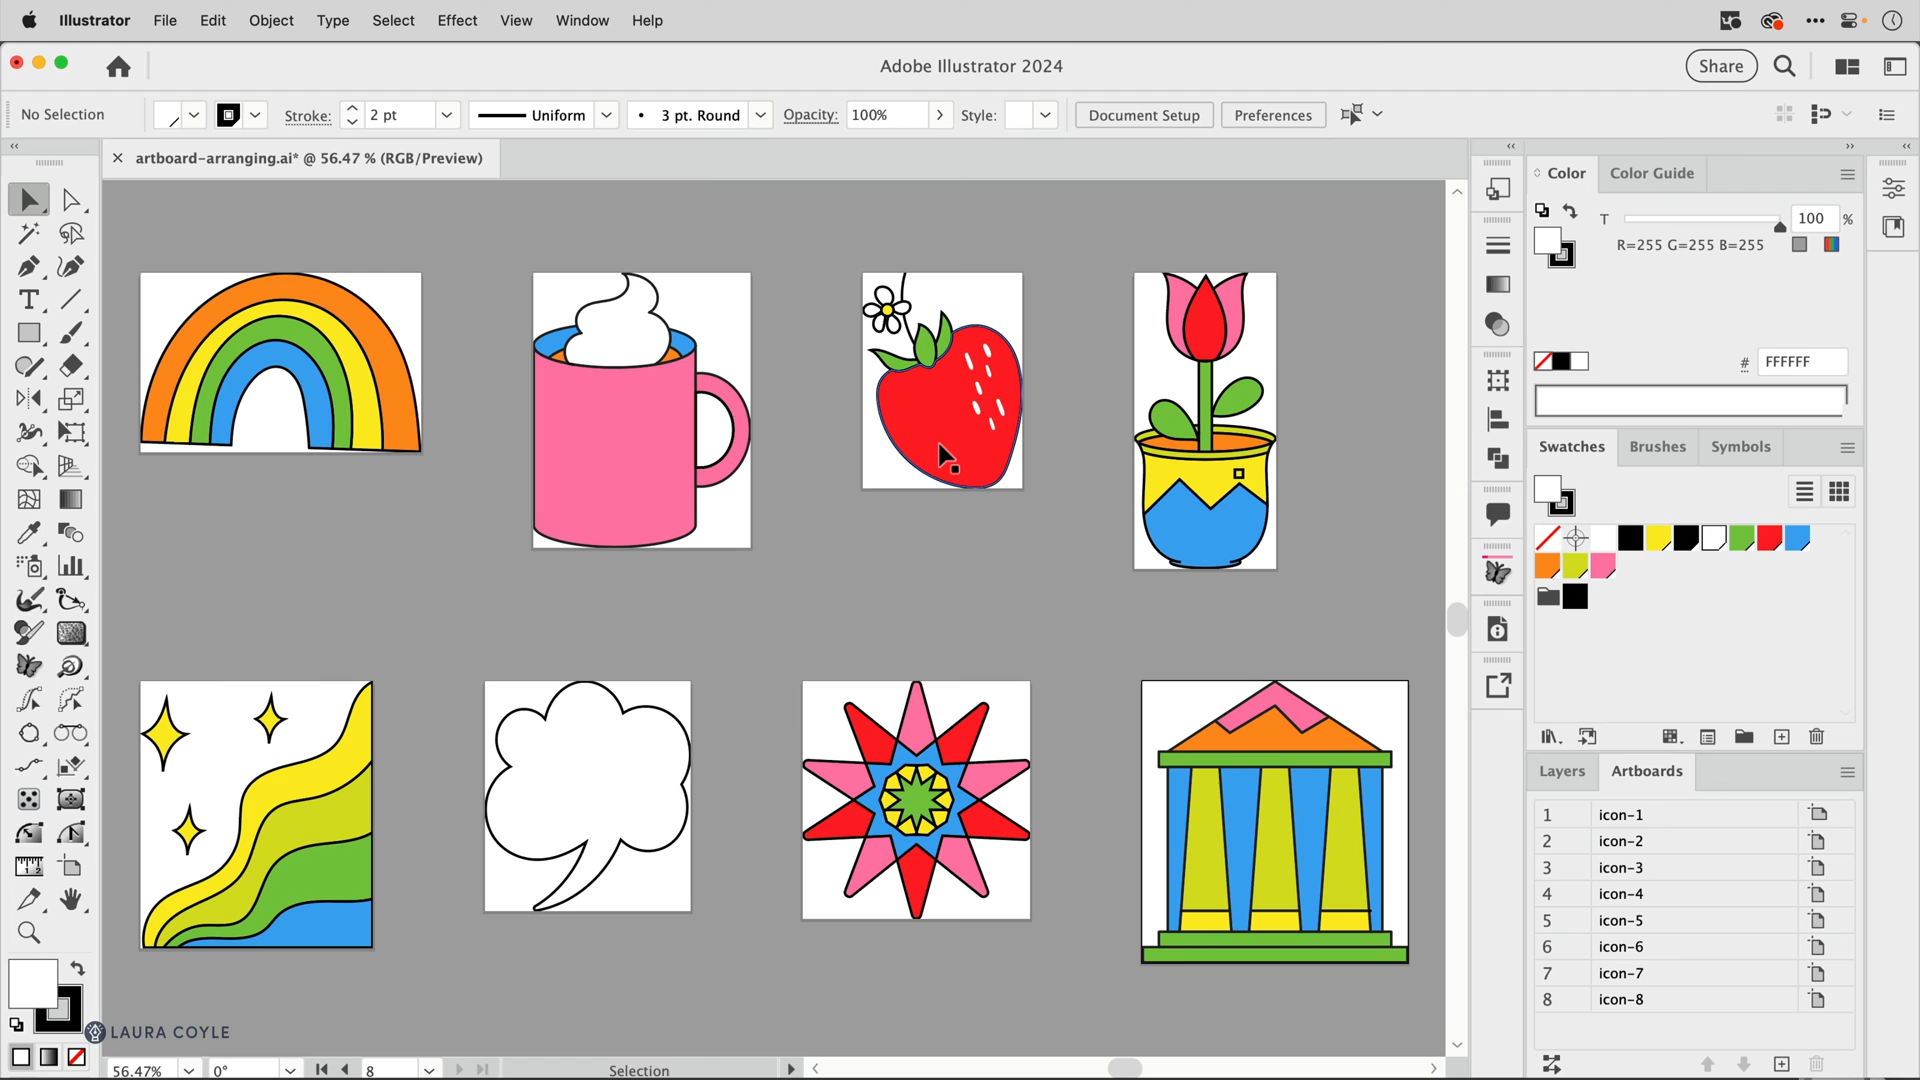 Illustrator File Edit Object Type Select Effect View Window Help
Adobe Illustrator 2024
Share
No Selection Stroke: 2 pt Uniform 3 pt. Round Opacity: 100% Style: Document Setup Preferences
artboard-arranging.ai* @ 56.47 % (RGB/Preview)
Color Color Guide
T 100 %
R=255 G=255 B=255
# FFFFFF
Swatches Brushes Symbols
Layers Artboards
1 icon-1
2 icon-2
3 icon-3
4 icon-4
5 icon-5
6 icon-6
7 icon-7
8 icon-8
LAURA COYLE
56.47% 0° 8 Selection